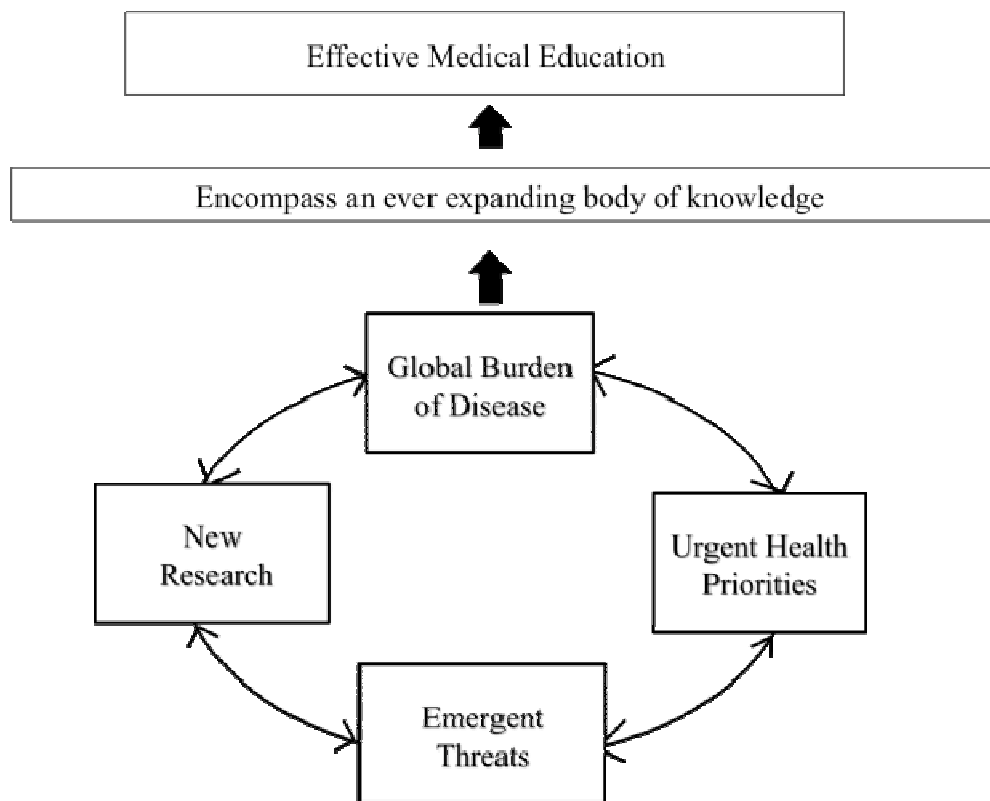 Effective Medical Education
Encompass an ever expanding body of knowledge
Global Burden
of Disease
New
Research
Urgent Health
Priorities
Emergent
Threats